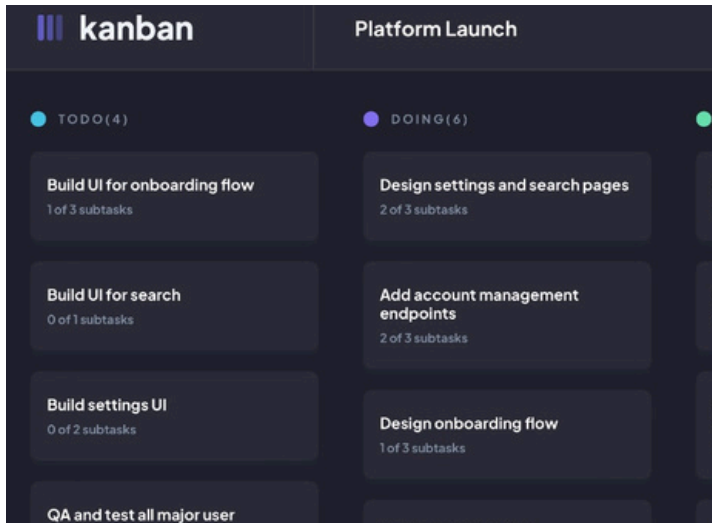 kanban
Platform Launch
TODO(4)
Build UI for onboarding flow
1 of 3 subtasks
Build UI for search
0 of 1 subtasks
Build settings UI
0 of 2 subtasks
QA and test all major user
DOING(6)
Design settings and search pages
2 of 3 subtasks
Add account management
endpoints
2 of 3 subtasks
Design onboarding flow
1 of 3 subtasks